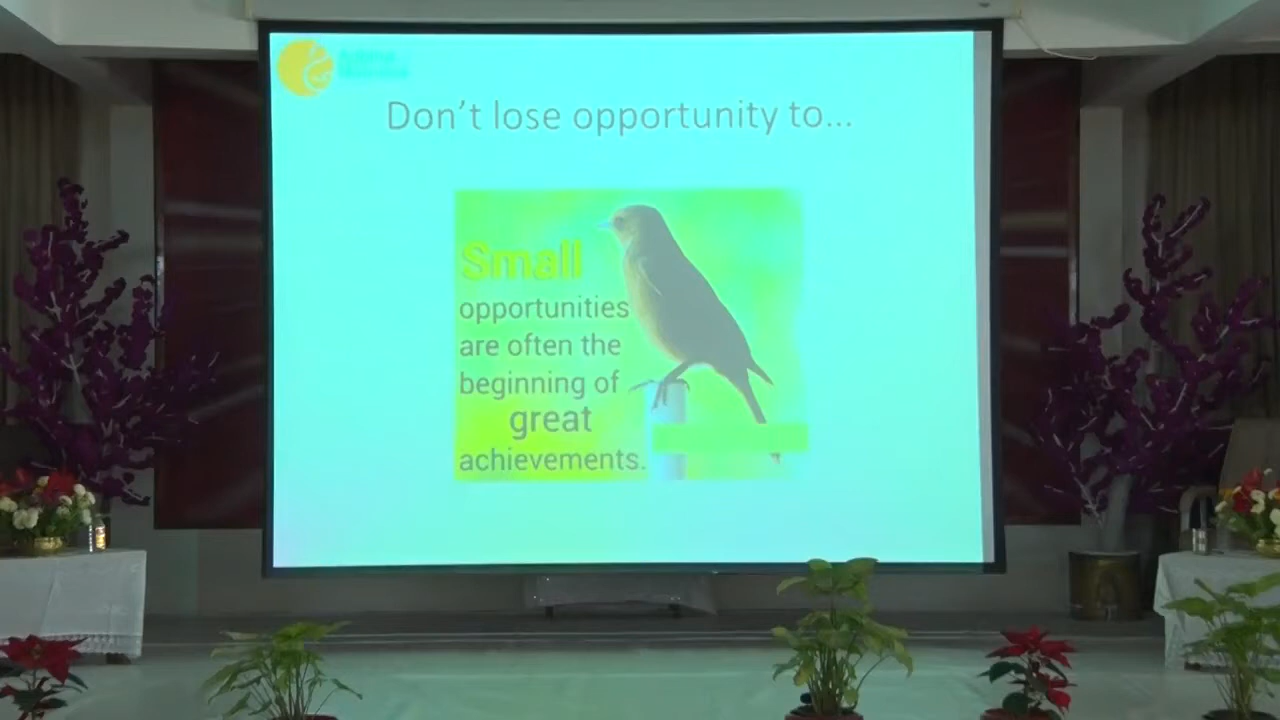 Don't lose opportunity to...
Small
opportunities
are often the
beginning of
great
achievements.